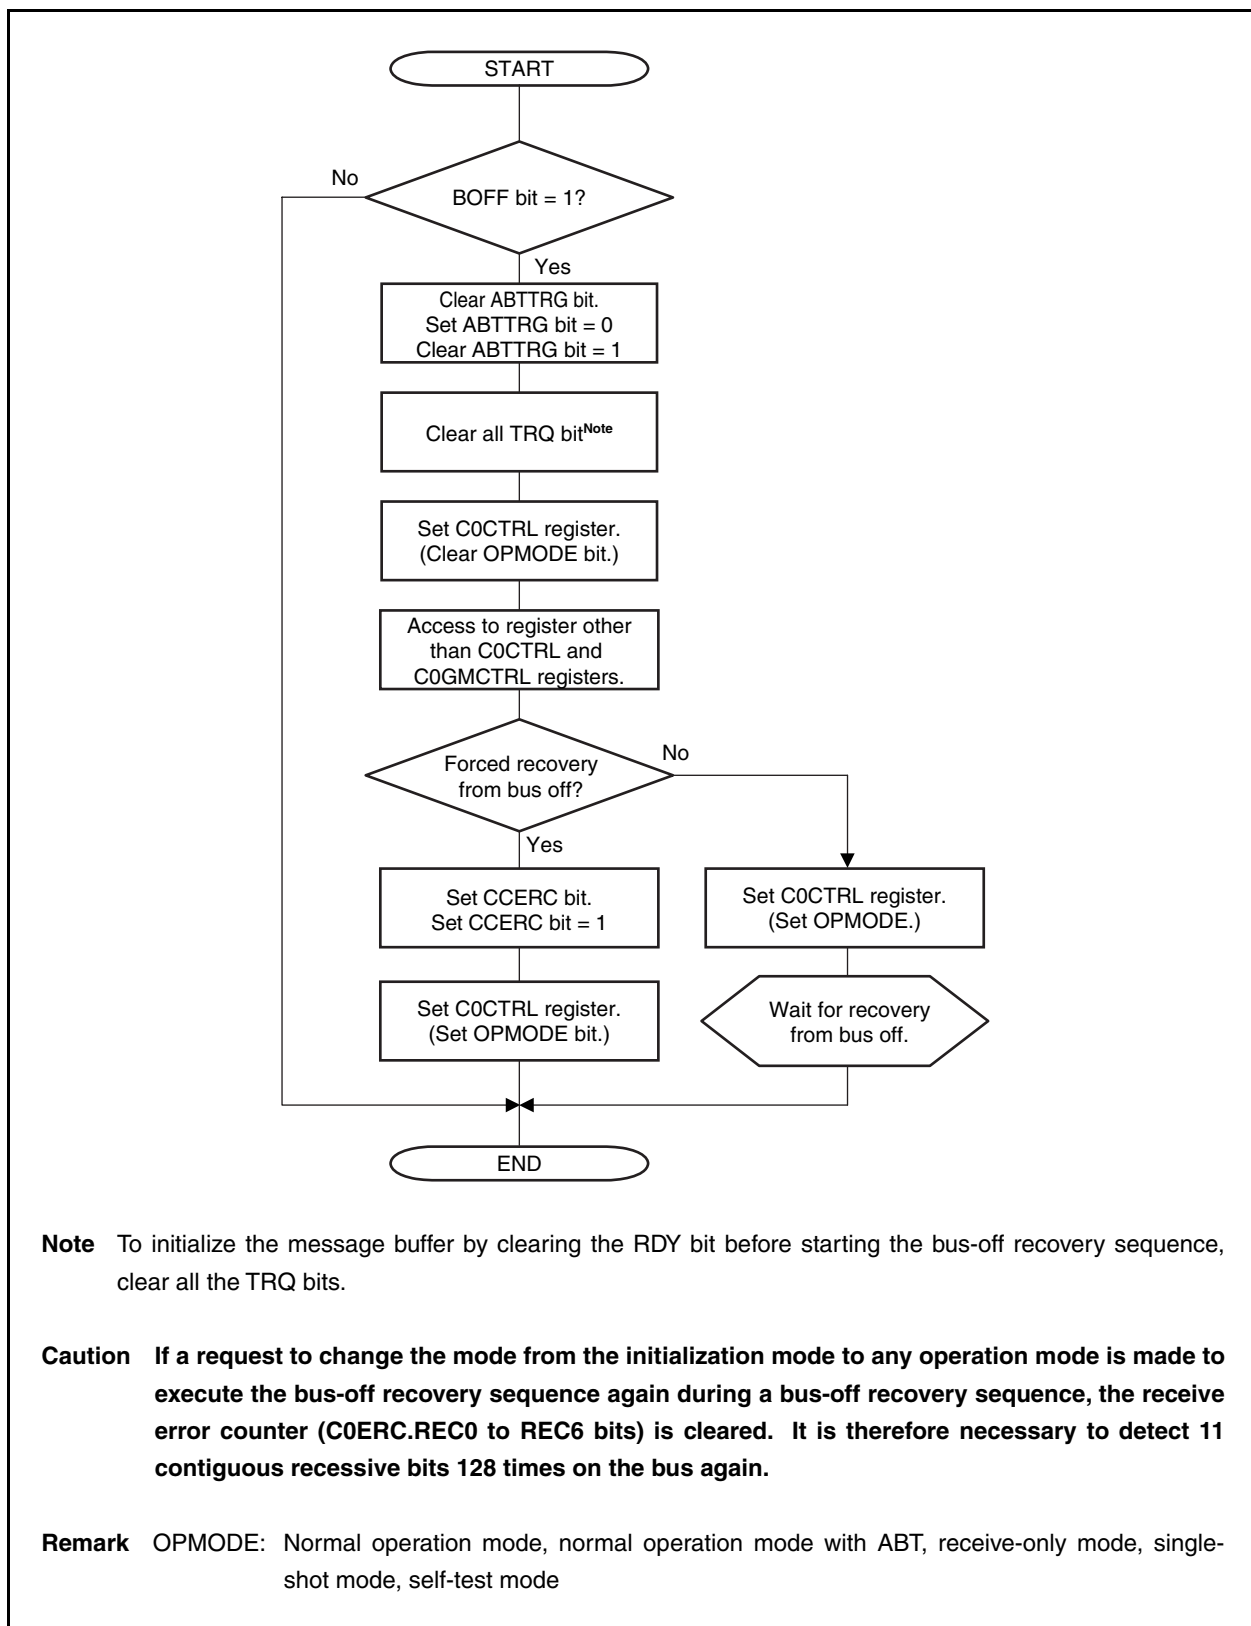 START
No
BOFF bit = 1?
Yes
Clear ABTTRG bit.
Set ABTTRG bit = 0
Clear ABTTRG bit = 1
Clear all TRQ bitNote
Set C0CTRL register.
(Clear OPMODE bit.)
Access to register other
than C0CTRL and
C0GMCTRL registers.
Forced recovery
from bus off?
No
Yes
Set CCERC bit.
Set CCERC bit = 1
Set C0CTRL register.
(Set OPMODE.)
Set C0CTRL register.
(Set OPMODE bit.)
Wait for recovery
from bus off.
END
Note To initialize the message buffer by clearing the RDY bit before starting the bus-off recovery sequence,
clear all the TRQ bits.
Caution If a request to change the mode from the initialization mode to any operation mode is made to
execute the bus-off recovery sequence again during a bus-off recovery sequence, the receive
error counter (C0ERC.REC0 to REC6 bits) is cleared. It is therefore necessary to detect 11
contiguous recessive bits 128 times on the bus again.
Remark OPMODE: Normal operation mode, normal operation mode with ABT, receive-only mode, single-
shot mode, self-test mode